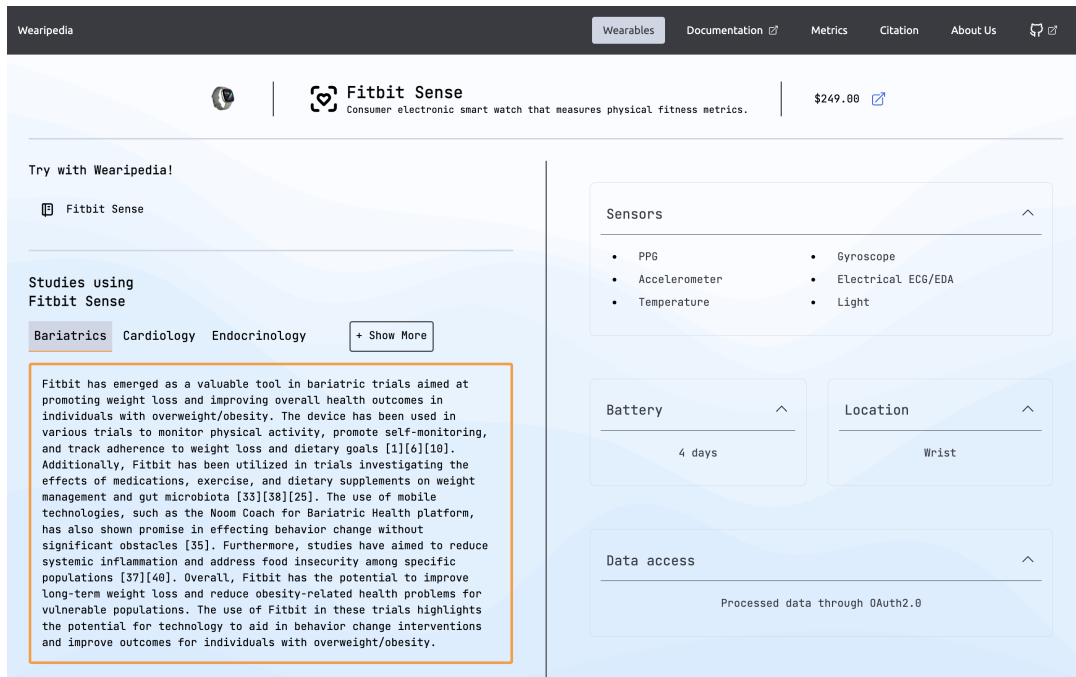 Wearipedia
Wearables
Documentation
Metrics
Citation
About Us
Fitbit Sense
Consumer electronic smart watch that measures physical fitness metrics.
$249.00
Try with Wearipedia!
Fitbit Sense
Studies using
Fitbit Sense
Bariatrics
Cardiology
Endocrinology
+ Show More
Fitbit has emerged as a valuable tool in bariatric trials aimed at
promoting weight loss and improving overall health outcomes in
individuals with overweight/obesity. The device has been used in
various trials to monitor physical activity, promote self-monitoring,
and track adherence to weight loss and dietary goals [1][6][10].
Additionally, Fitbit has been utilized in trials investigating the
effects of medications, exercise, and dietary supplements on weight
management and gut microbiota [33][38][25]. The use of mobile
technologies, such as the Noom Coach for Bariatric Health platform,
has also shown promise in effecting behavior change without
significant obstacles [35]. Furthermore, studies have aimed to reduce
systemic inflammation and address food insecurity among specific
populations [37][40]. Overall, Fitbit has the potential to improve
long-term weight loss and reduce obesity-related health problems for
vulnerable populations. The use of Fitbit in these trials highlights
the potential for technology to aid in behavior change interventions
and improve outcomes for individuals with overweight/obesity.
Sensors
• PPG
• Accelerometer
• Temperature
• Gyroscope
• Electrical ECG/EDA
• Light
Battery
4 days
Location
Wrist
Data access
Processed data through OAuth2.0